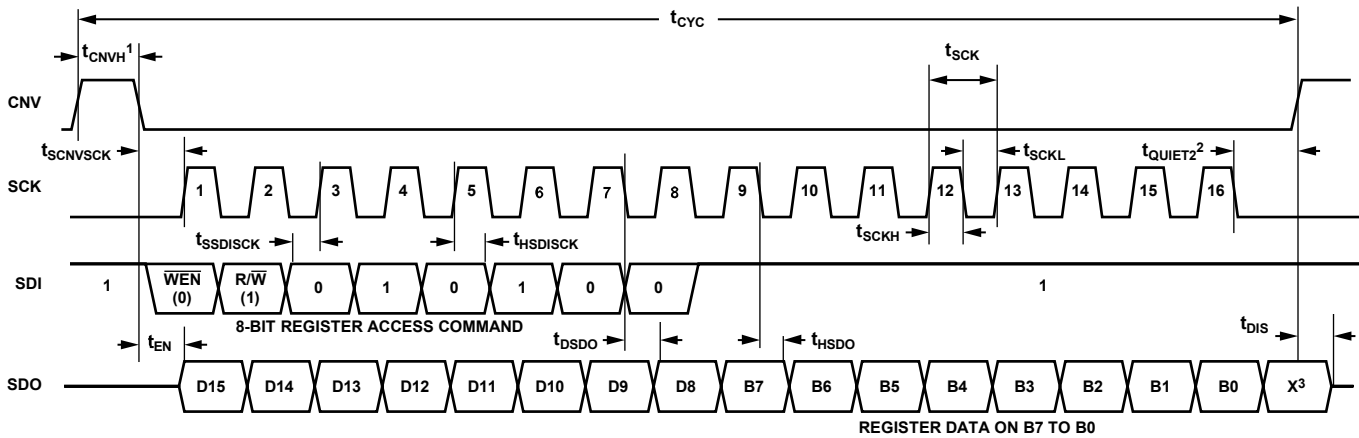 tCYC
tCNVH1
tSCK
CNV
tSCNVSCK
tSCKL
tQUIET22
SCK
1 2 3 4 5 6 7 8 9 10 11 12 13 14 15 16
tSSDISCK
tHSDISCK
tSCKH
SDI
1
WEN (0)
R/W (1)
0 1 0 1 0 0
1
8-BIT REGISTER ACCESS COMMAND
tEN
tDSDO
tHSDO
tDIS
SDO
D15 D14 D13 D12 D11 D10 D9 D8 B7 B6 B5 B4 B3 B2 B1 B0 X3
REGISTER DATA ON B7 TO B0